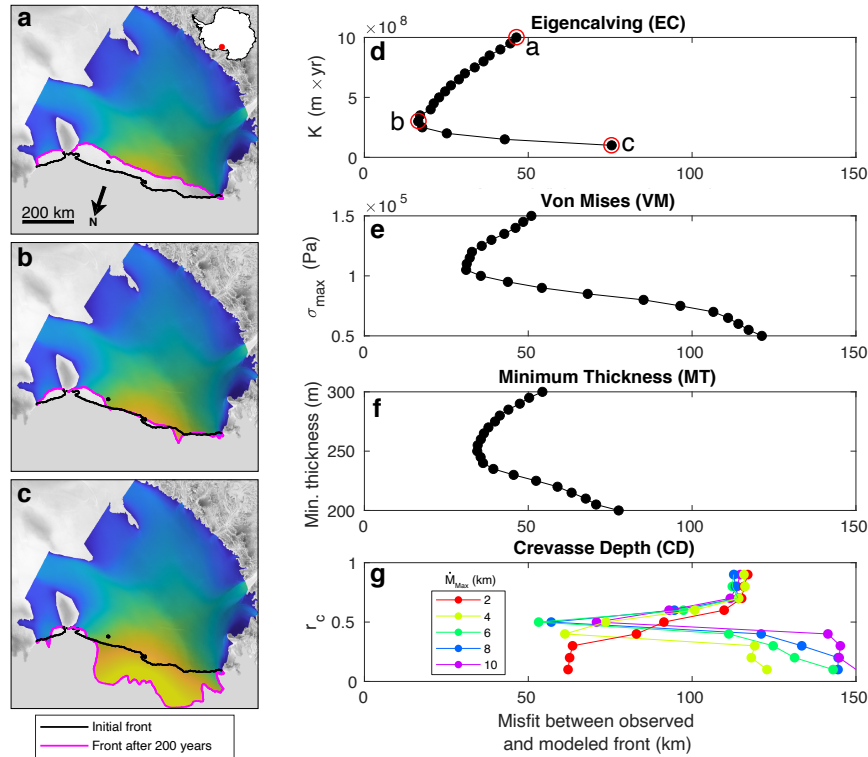 a
200 km
N
b
c
Initial front
Front after 200 years
Eigencalving (EC)
× 10^8
d
K (m × yr)
10
5
0
a
b
c
0 50 100 150
Von Mises (VM)
× 10^5
e
σ_max (Pa)
1.5
1
0.5
0 50 100 150
Minimum Thickness (MT)
f
Min. thickness (m)
300
250
200
0 50 100 150
Crevasse Depth (CD)
g
r_c
1
0.5
0
Ṁ_Max (km)
2
4
6
8
10
0 50 100 150
Misfit between observed
and modeled front (km)